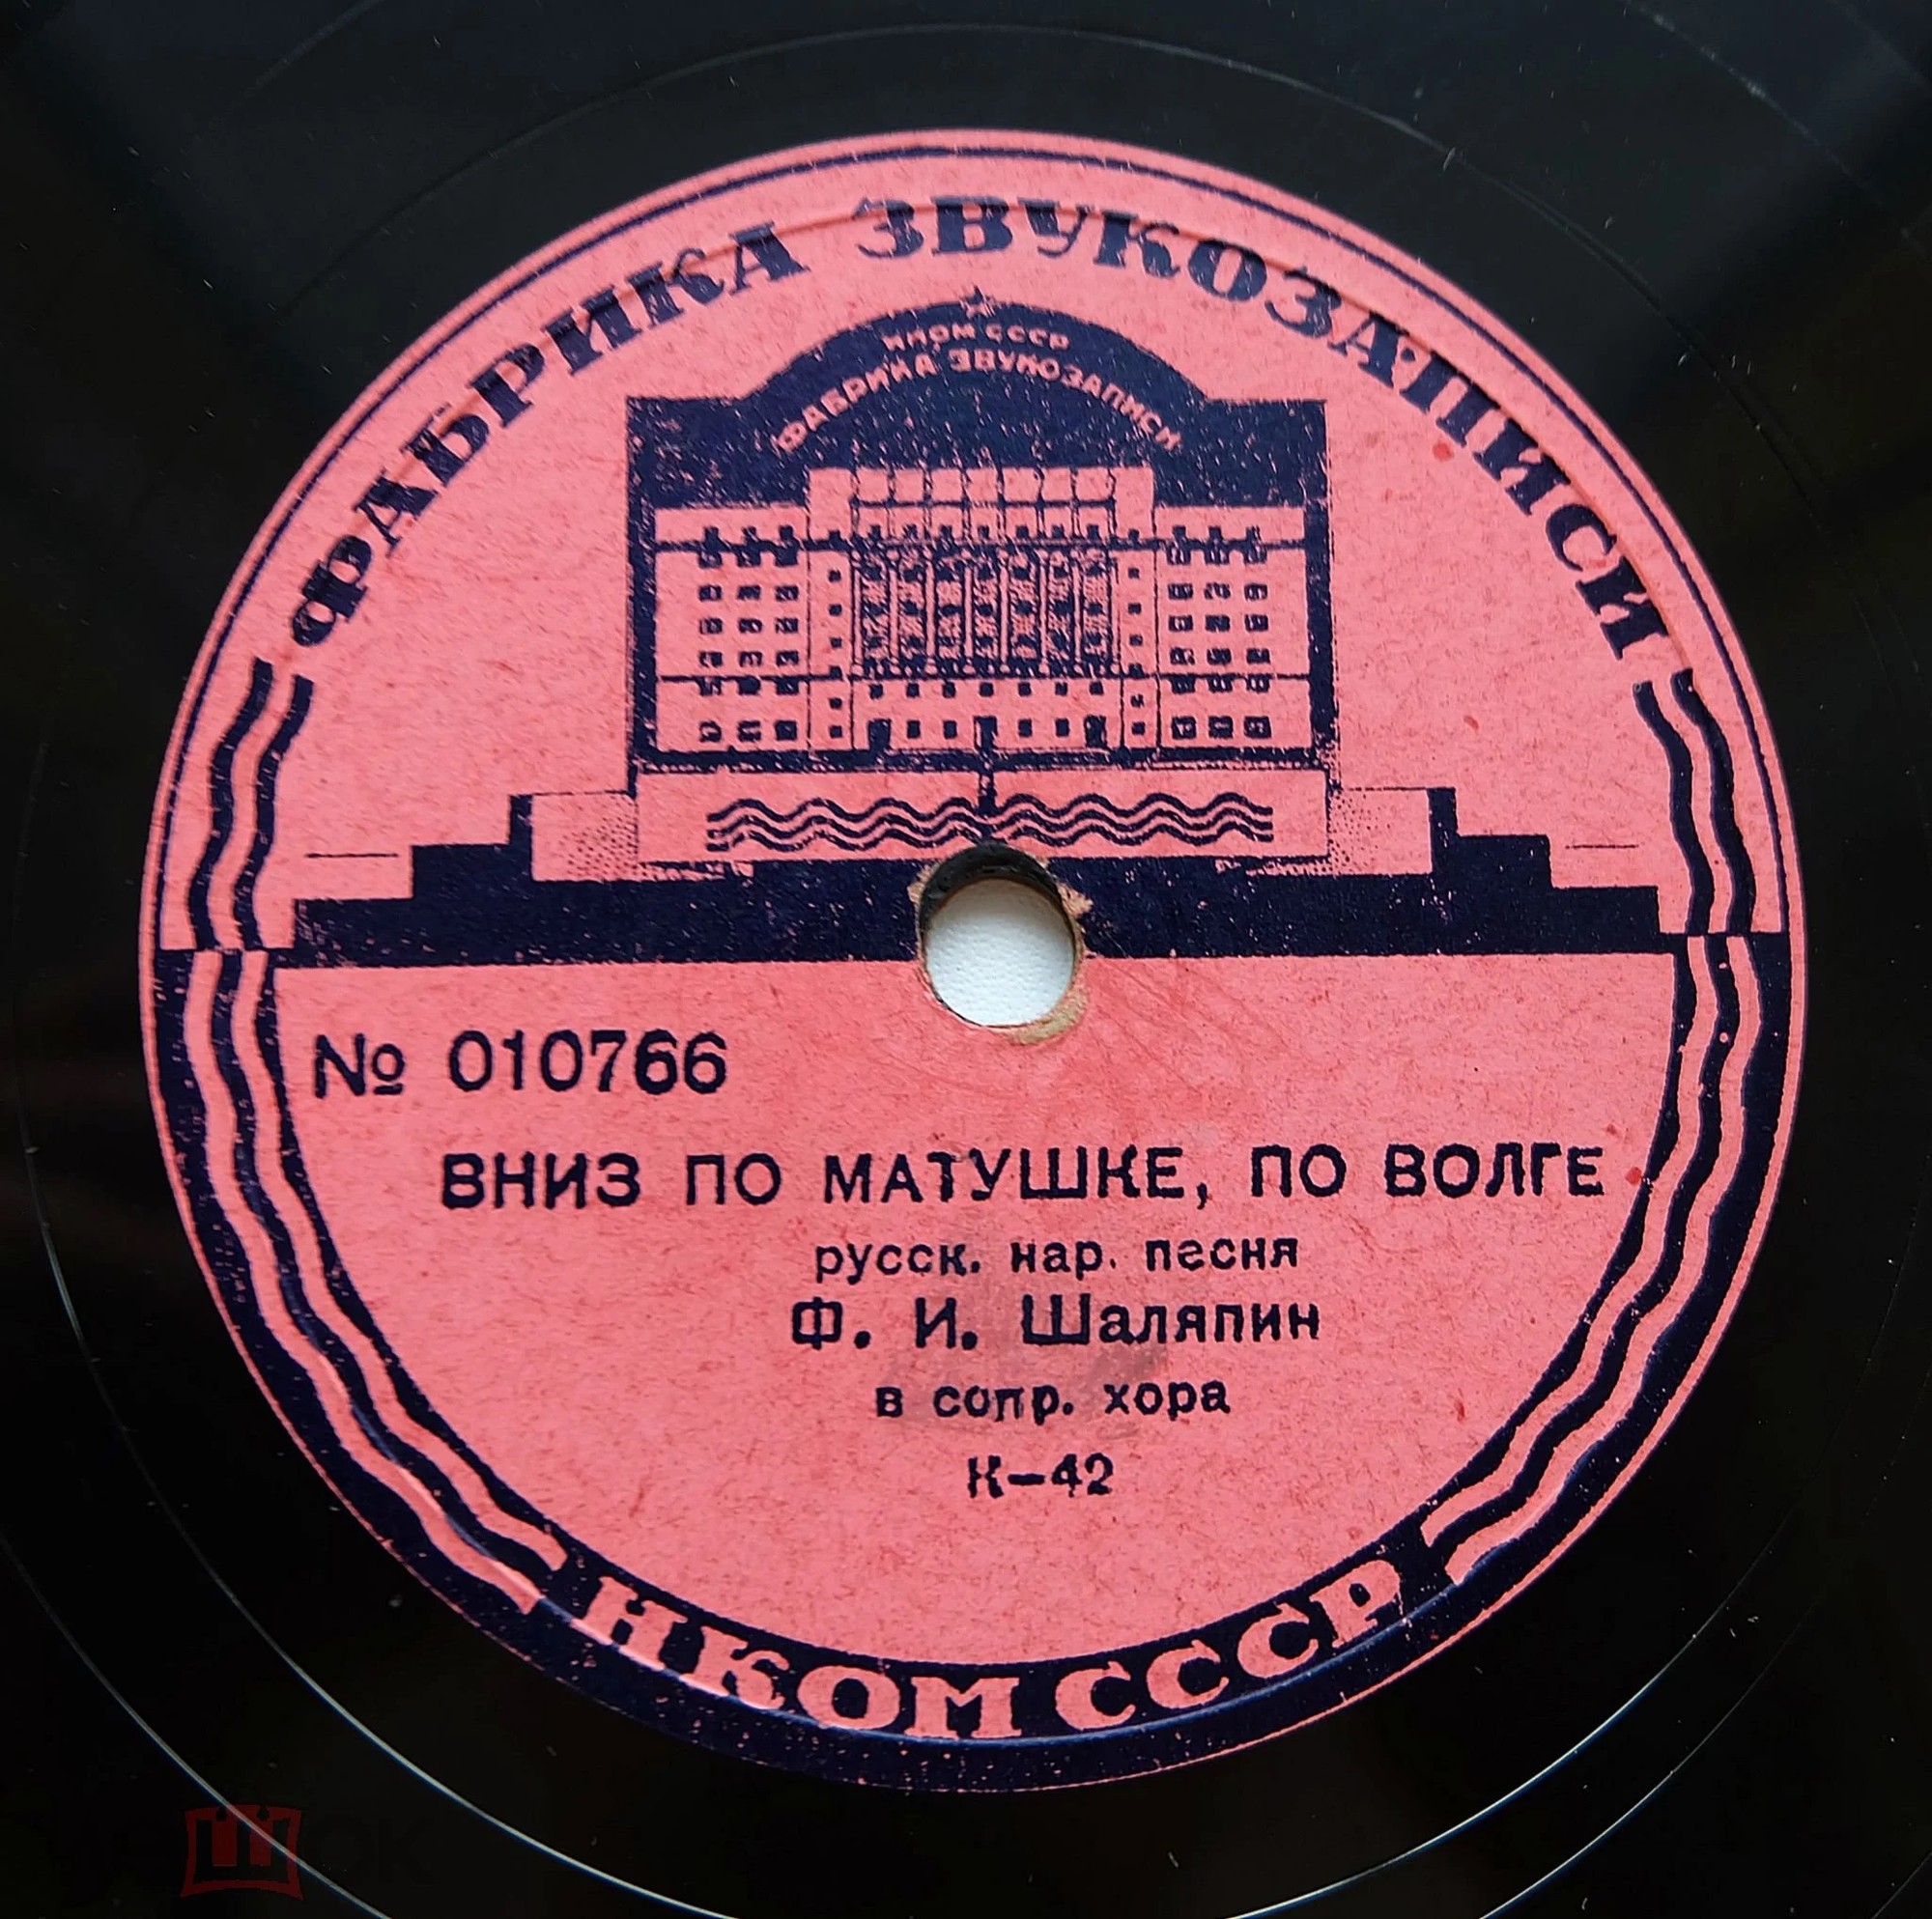 ФАБРИКА ЗВУКОЗАПИСИ
НКОМ СССР
ФАБРИКА ЗВУКОЗАПИСИ
№ 010766
ВНИЗ ПО МАТУШКЕ, ПО ВОЛГЕ
русск. нар. песня
Ф. И. Шаляпин
в сопр. хора
К-42
НКОМ СССР